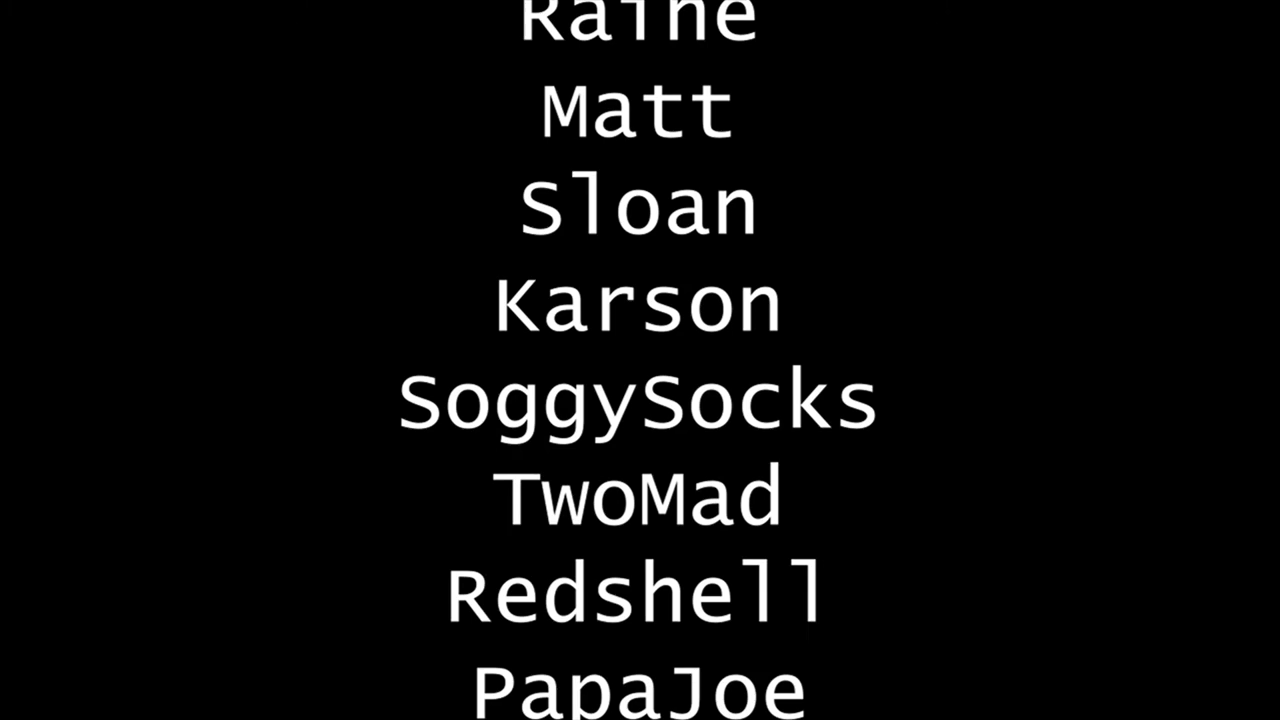 Raine
Matt
Sloan
Karson
SoggySocks
TwoMad
Redshell
PapaJoe